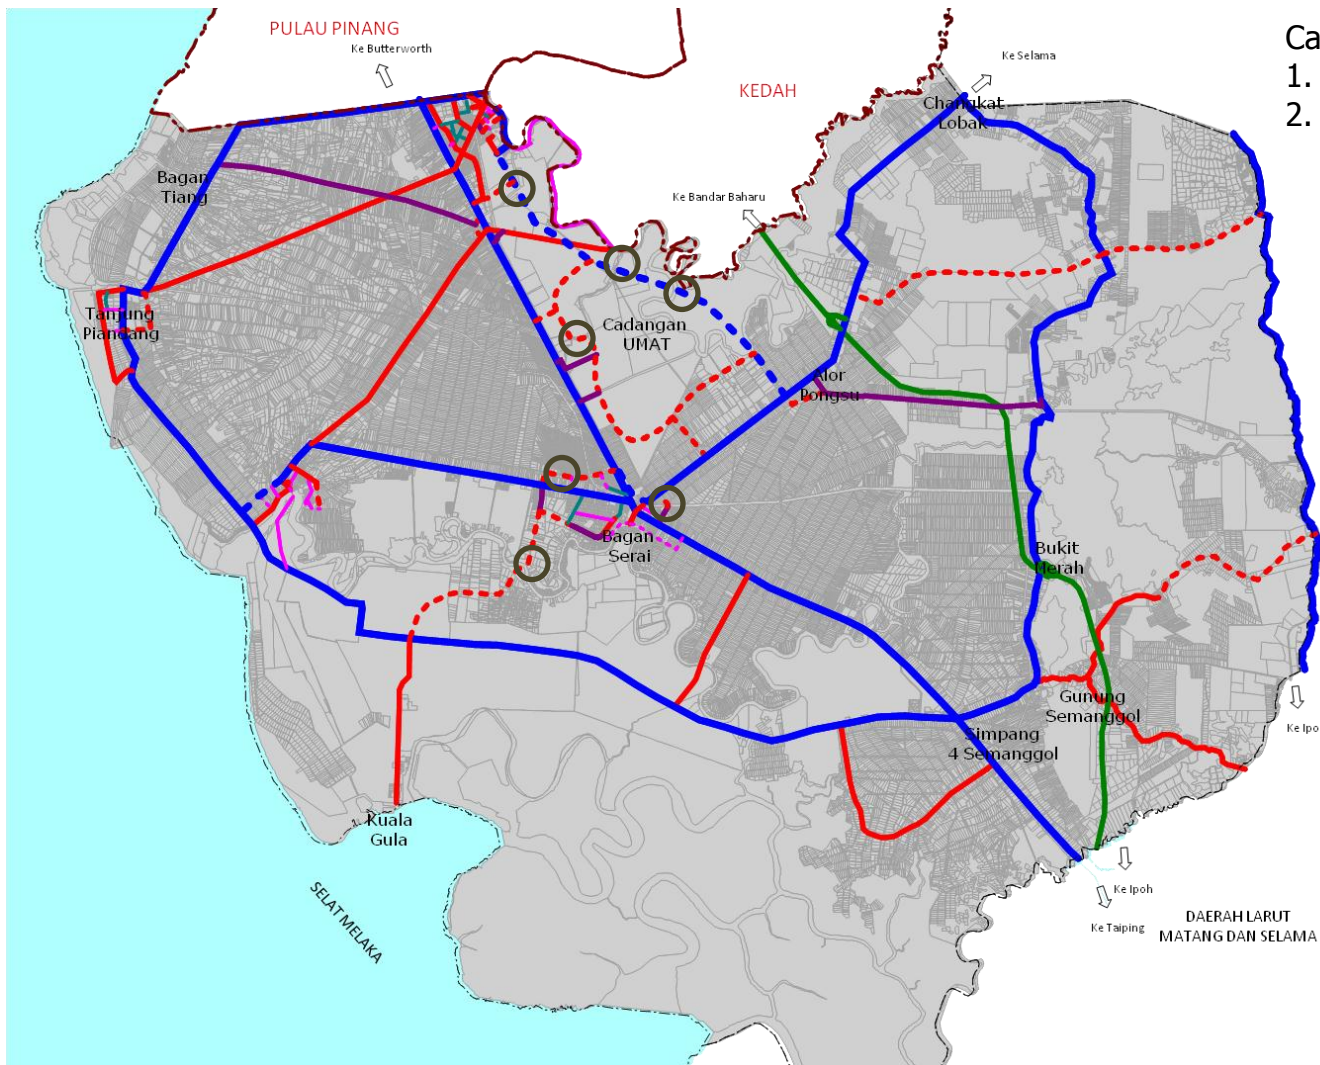 PULAU PINANG
Ke Butterworth
Ke Selama
Ca
1.
2.
KEDAH
Changkat
Lobak
Bagan
Tiang
Ke Bandar Baharu
Tanjung
Piandang
Cadangan
UMAT
Alor
Pongsu
Bagan
Serai
Bukit
Merah
Gunung
Semanggol
Simpang
4 Semanggol
Ke Ipo
Kuala
Gula
SELAT MELAKA
Ke Ipoh
Ke Taiping
DAERAH LARUT
MATANG DAN SELAMA